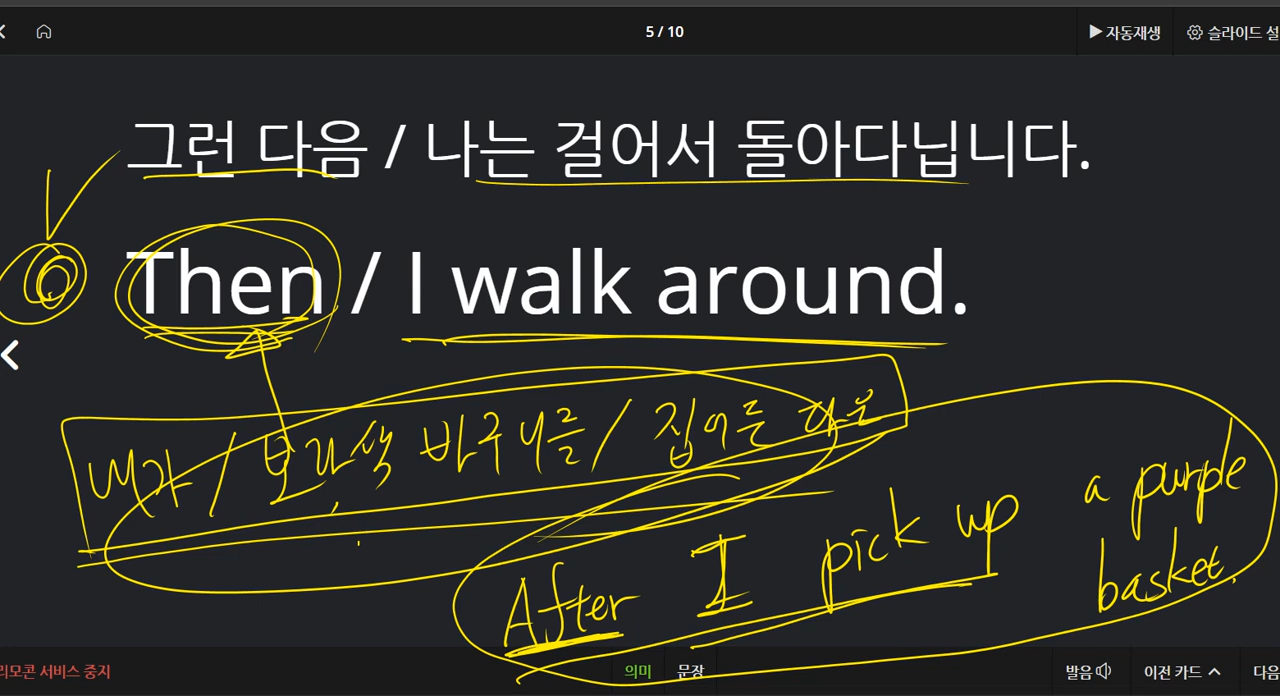 5 / 10
▶ 자동재생
슬라이드 설
그런 다음 / 나는 걸어서 돌아다닙니다.
Then / I walk around.
보라색 바구니를 / 집어든 다음
a purple
After I pick up
basket.
리모콘 서비스 중지
의미
문장
발음
이전 카드
다음